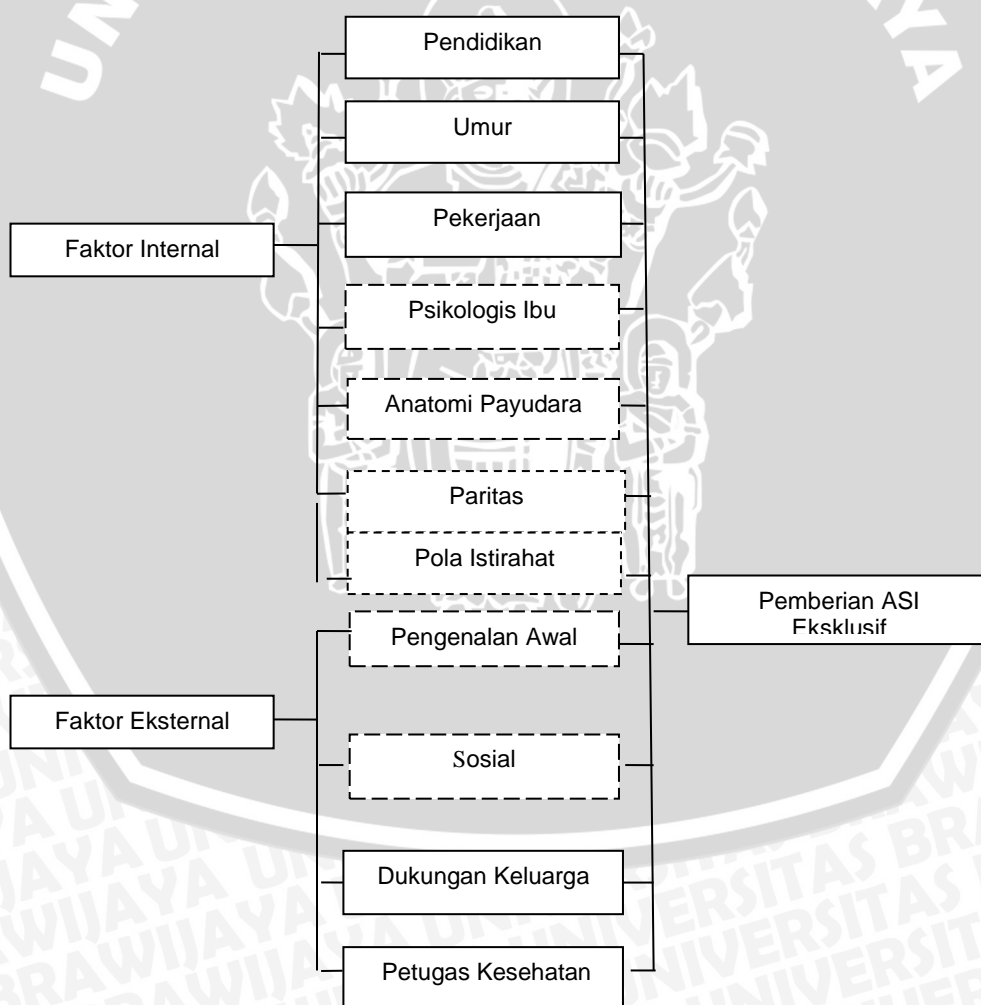 Pendidikan
Umur
Pekerjaan
Faktor Internal
Psikologis Ibu
Anatomi Payudara
Paritas
Pola Istirahat
Pemberian ASI
Eksklusif
Pengenalan Awal
Faktor Eksternal
Sosial
Dukungan Keluarga
Petugas Kesehatan